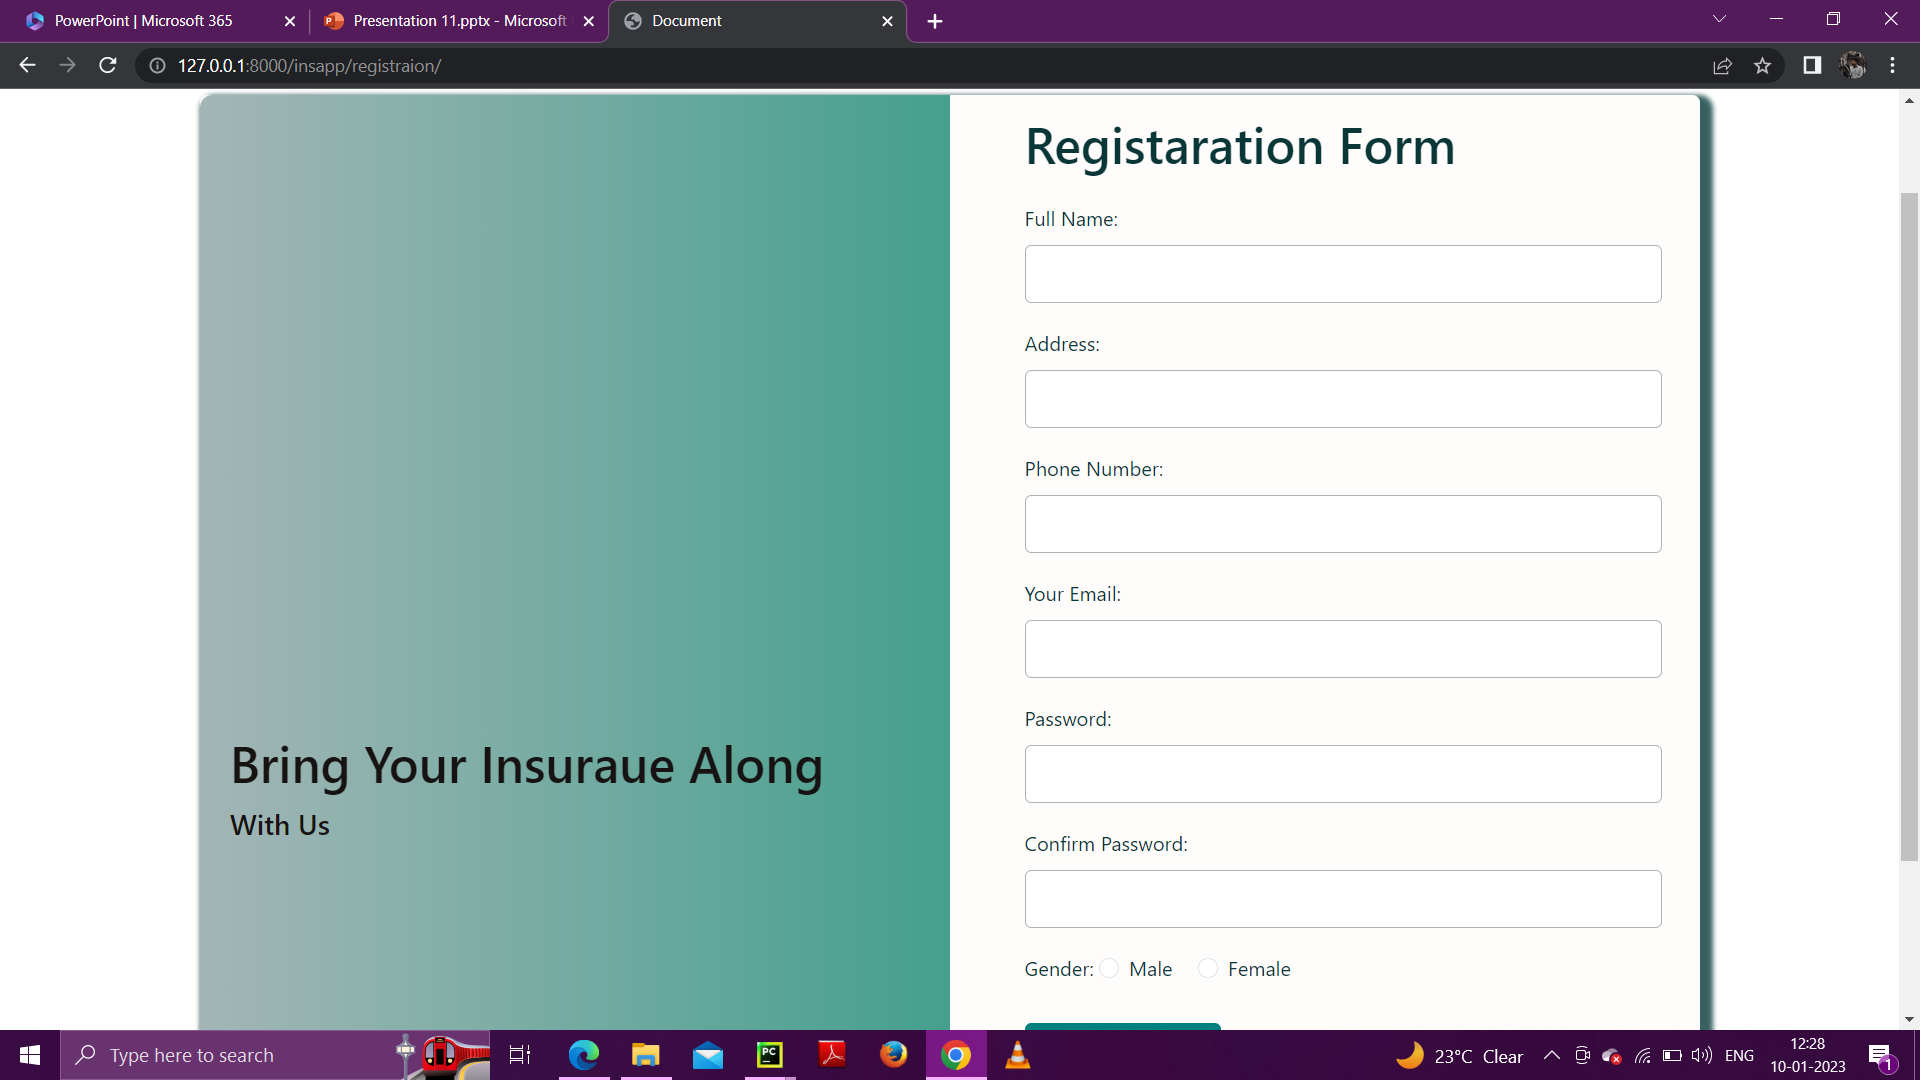 PowerPoint | Microsoft 365
Presentation 11.pptx - Microsoft
Document
127.0.0.1:8000/insapp/registraion/
Registaration Form
Full Name:
Address:
Phone Number:
Your Email:
Password:
Confirm Password:
Gender: Male Female
Bring Your Insuraue Along
With Us
Type here to search
PC
23°C Clear
ENG
12:28
10-01-2023
1